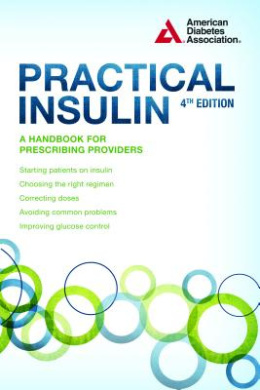 American
Diabetes
Association®
PRACTICAL
INSULIN 4TH EDITION
A HANDBOOK FOR
PRESCRIBING PROVIDERS
Starting patients on insulin
Choosing the right regimen
Correcting doses
Avoiding common problems
Improving glucose control